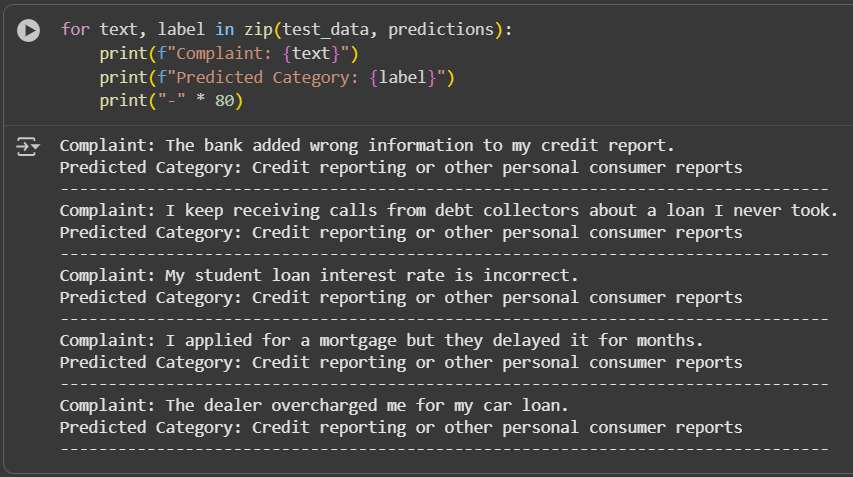 for text, label in zip(test_data, predictions):
    print(f"Complaint: {text}")
    print(f"Predicted Category: {label}")
    print("-" * 80)
Complaint: The bank added wrong information to my credit report.
Predicted Category: Credit reporting or other personal consumer reports
--------------------------------------------------------------------------------
Complaint: I keep receiving calls from debt collectors about a loan I never took.
Predicted Category: Credit reporting or other personal consumer reports
--------------------------------------------------------------------------------
Complaint: My student loan interest rate is incorrect.
Predicted Category: Credit reporting or other personal consumer reports
--------------------------------------------------------------------------------
Complaint: I applied for a mortgage but they delayed it for months.
Predicted Category: Credit reporting or other personal consumer reports
--------------------------------------------------------------------------------
Complaint: The dealer overcharged me for my car loan.
Predicted Category: Credit reporting or other personal consumer reports
--------------------------------------------------------------------------------